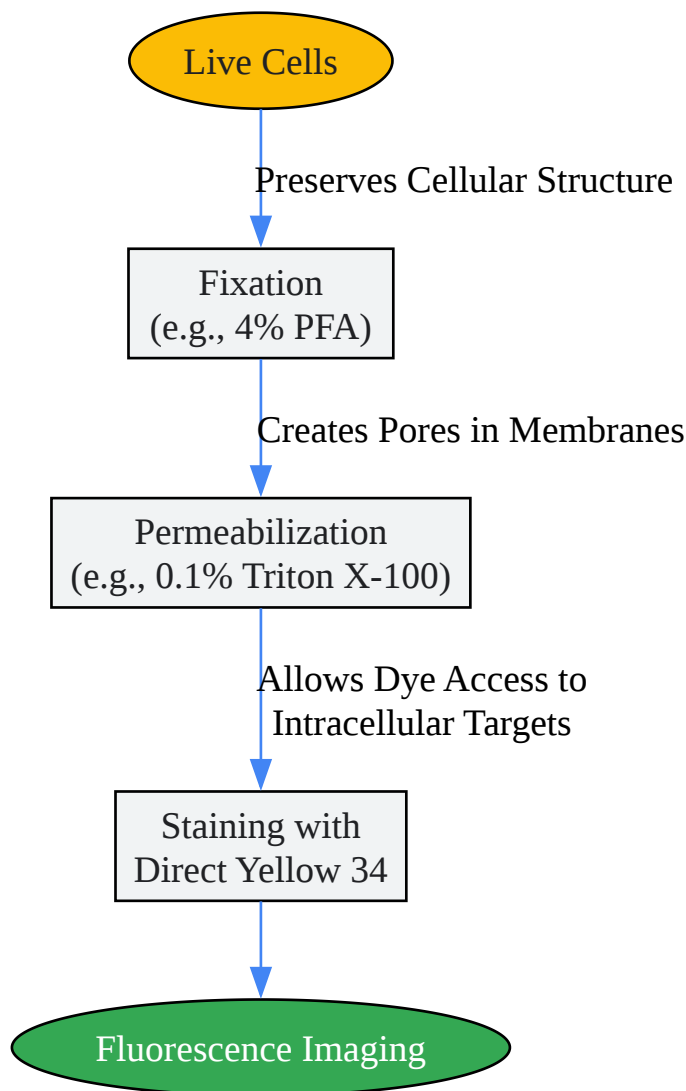 Live Cells
Preserves Cellular Structure
Fixation
(e.g., 4% PFA)
Creates Pores in Membranes
Permeabilization
(e.g., 0.1% Triton X-100)
Allows Dye Access to
Intracellular Targets
Staining with
Direct Yellow 34
Fluorescence Imaging